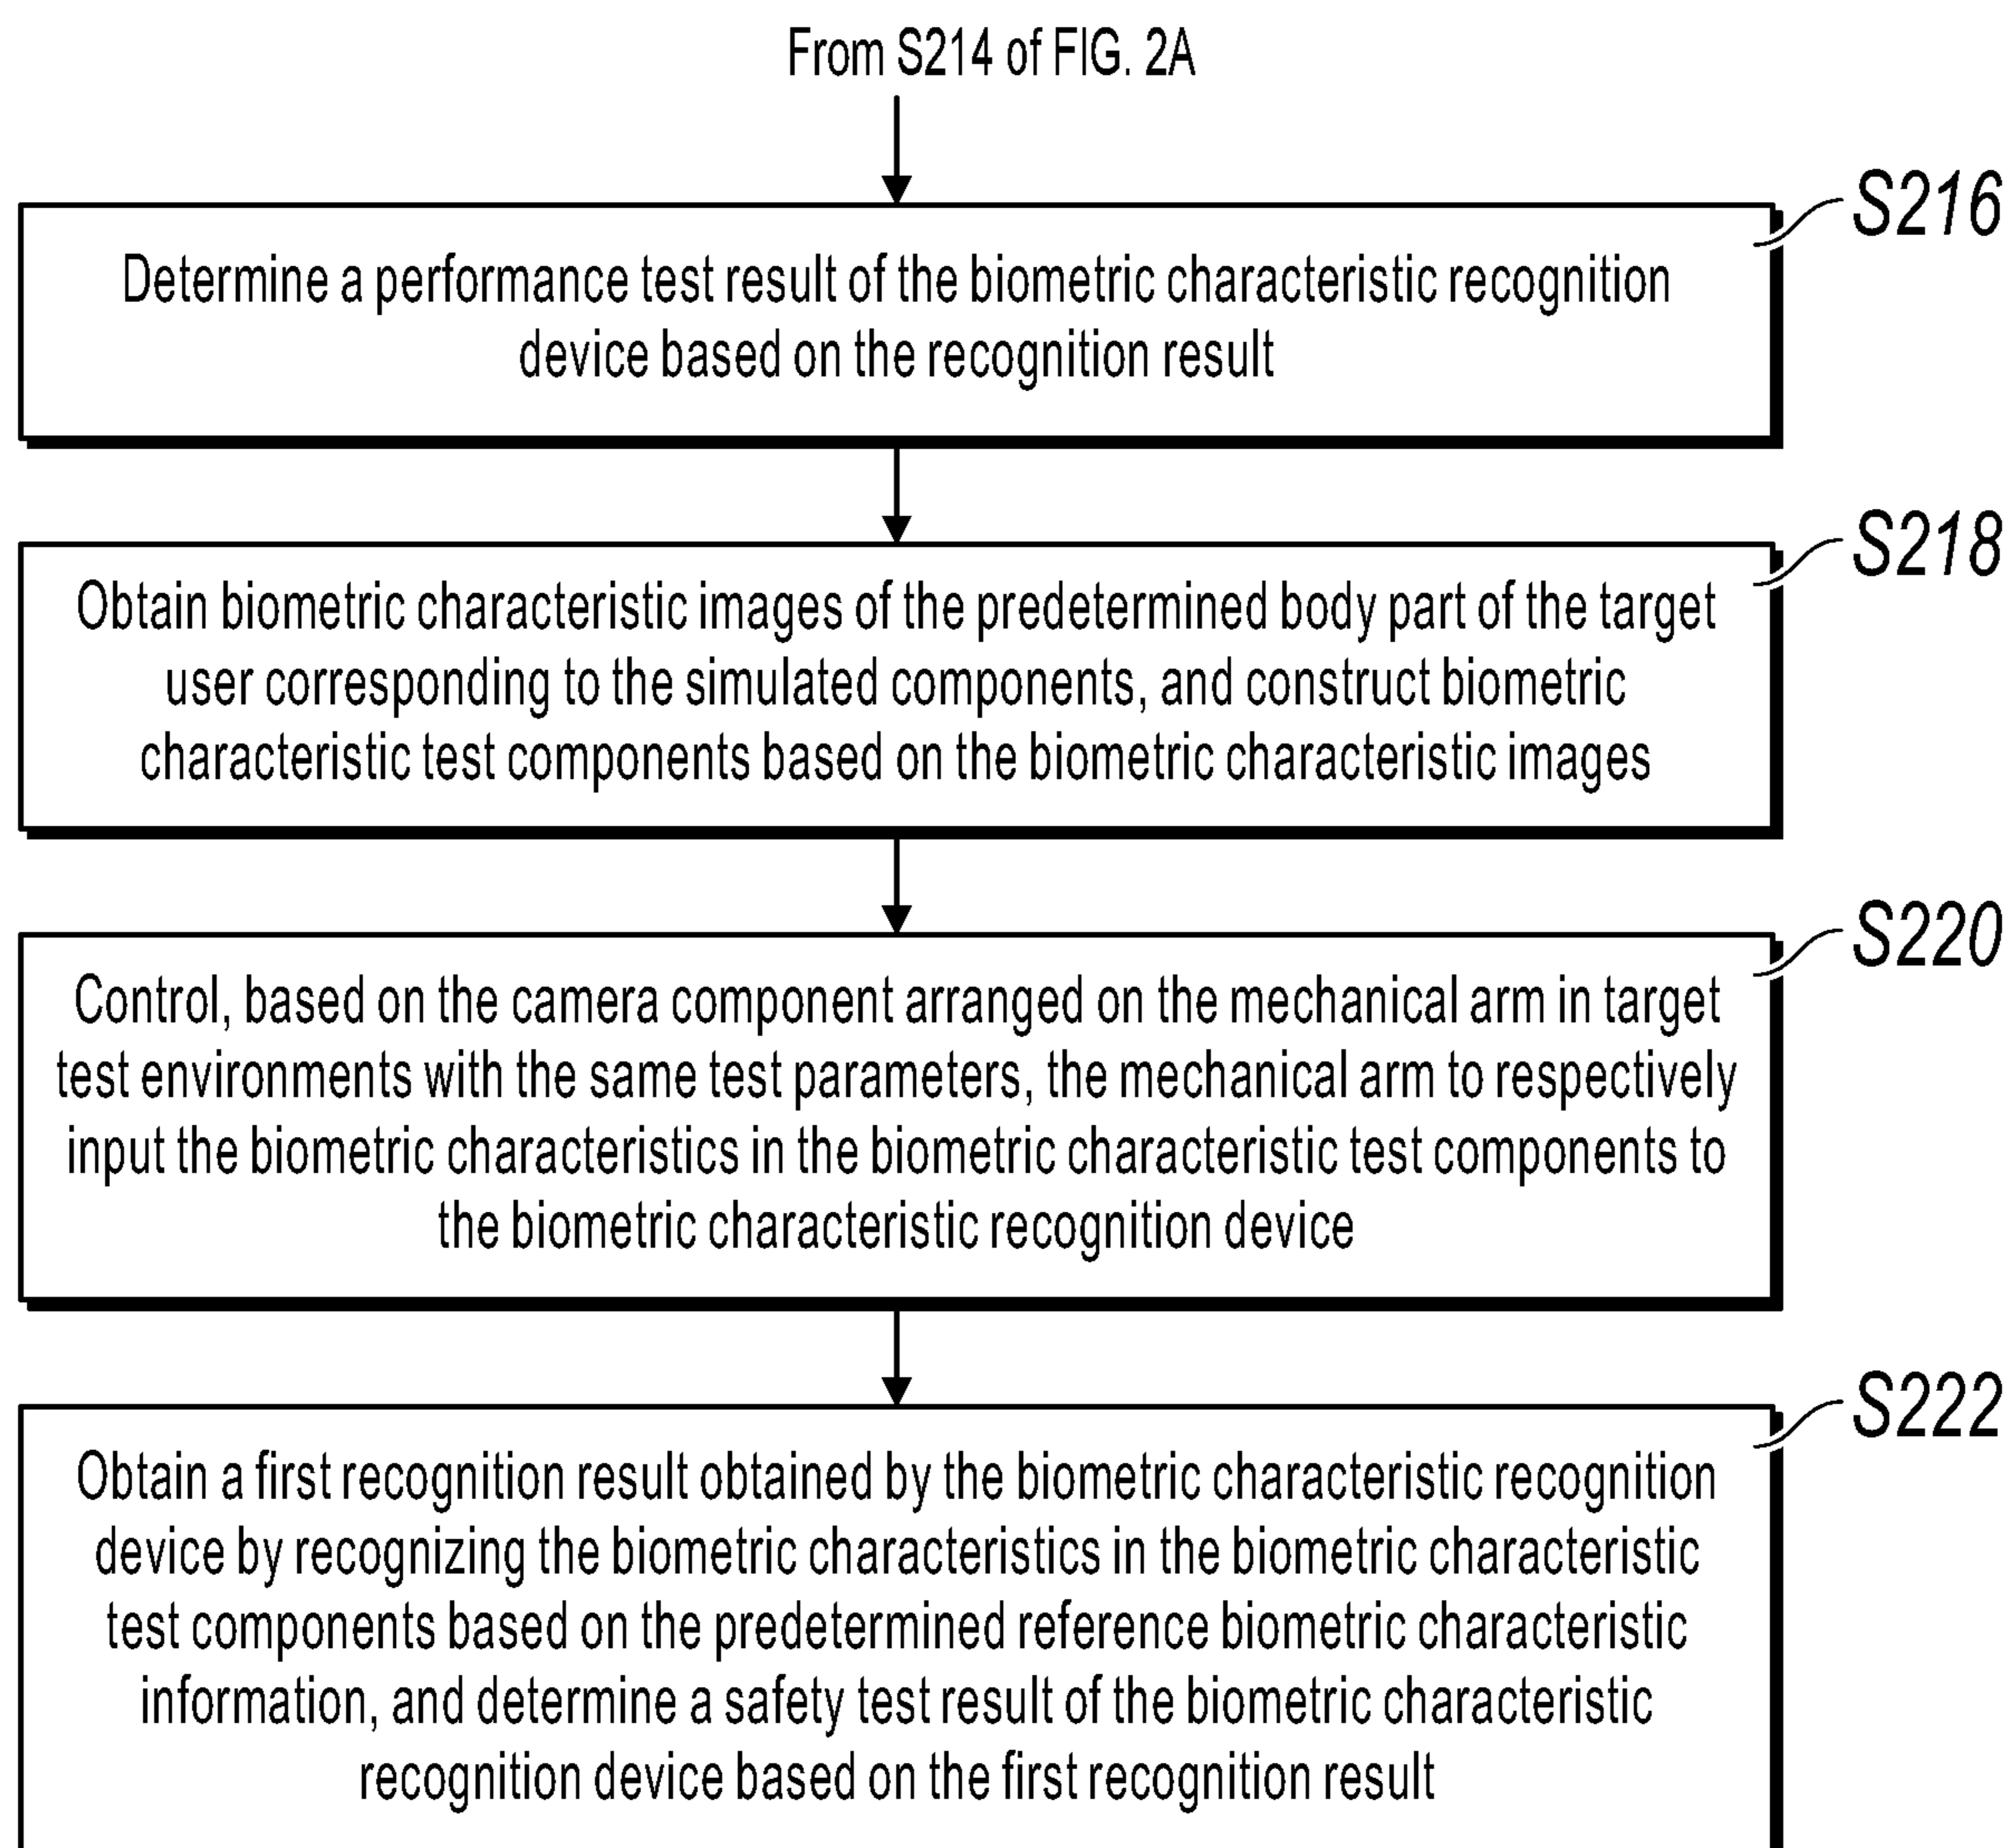 From S214 of FIG. 2A
S216
Determine a performance test result of the biometric characteristic recognition
device based on the recognition result
S218
Obtain biometric characteristic images of the predetermined body part of the target
user corresponding to the simulated components, and construct biometric
characteristic test components based on the biometric characteristic images
S220
Control, based on the camera component arranged on the mechanical arm in target
test environments with the same test parameters, the mechanical arm to respectively
input the biometric characteristics in the biometric characteristic test components to
the biometric characteristic recognition device
S222
Obtain a first recognition result obtained by the biometric characteristic recognition
device by recognizing the biometric characteristics in the biometric characteristic
test components based on the predetermined reference biometric characteristic
information, and determine a safety test result of the biometric characteristic
recognition device based on the first recognition result